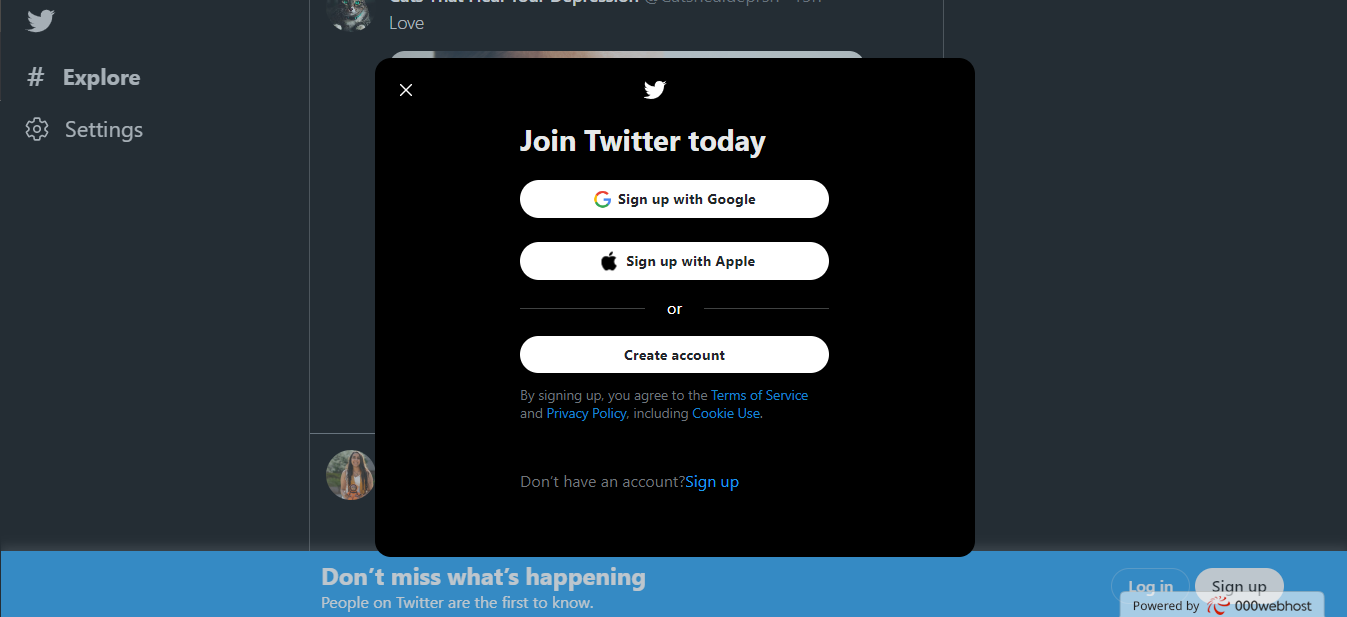 Cats That Heal Your Depression
Love
Explore
Settings
Join Twitter today
Sign up with Google
Sign up with Apple
or
Create account
By signing up, you agree to the Terms of Service
and Privacy Policy, including Cookie Use.
Don't have an account?Sign up
Don't miss what's happening
People on Twitter are the first to know.
Log in
Sign up
Powered by 000webhost